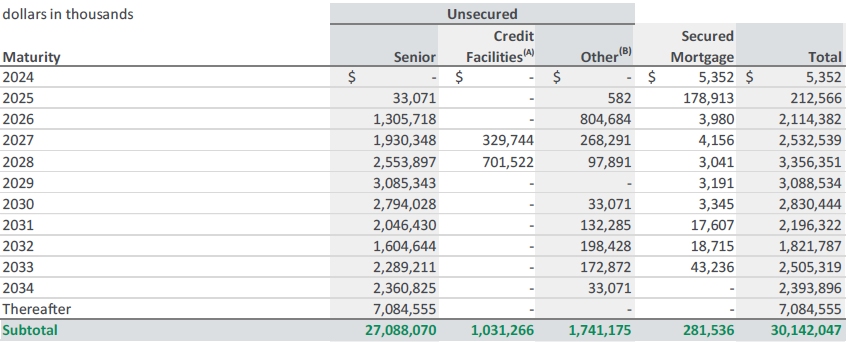 dollars in thousands Unsecured
Credit Secured
Maturity Senior Facilities(A) Other(B) Mortgage Total
2024 $ - $ - $ - $ 5,352 $ 5,352
2025 33,071 - 582 178,913 212,566
2026 1,305,718 - 804,684 3,980 2,114,382
2027 1,930,348 329,744 268,291 4,156 2,532,539
2028 2,553,897 701,522 97,891 3,041 3,356,351
2029 3,085,343 - - 3,191 3,088,534
2030 2,794,028 - 33,071 3,345 2,830,444
2031 2,046,430 - 132,285 17,607 2,196,322
2032 1,604,644 - 198,428 18,715 1,821,787
2033 2,289,211 - 172,872 43,236 2,505,319
2034 2,360,825 - 33,071 - 2,393,896
Thereafter 7,084,555 - - - 7,084,555
Subtotal 27,088,070 1,031,266 1,741,175 281,536 30,142,047